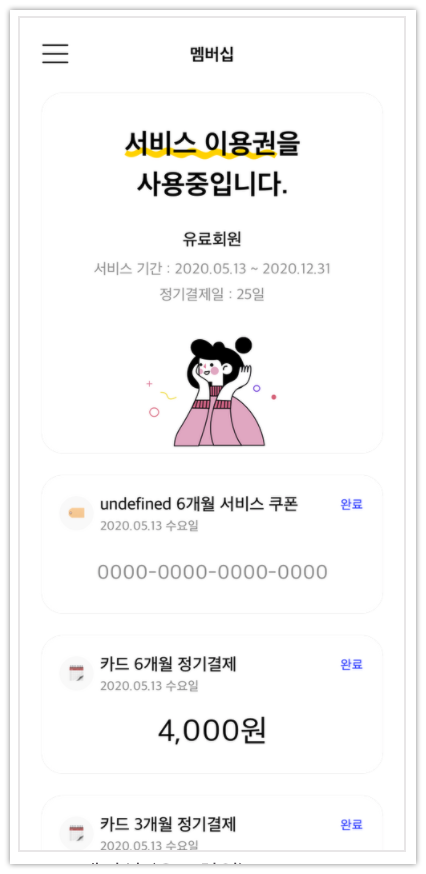 멤버십
서비스 이용권을
사용중입니다.
유료회원
서비스 기간 : 2020.05.13 ~ 2020.12.31
정기결제일 : 25일
undefined 6개월 서비스 쿠폰
완료
2020.05.13 수요일
0000-0000-0000-0000
카드 6개월 정기결제
완료
2020.05.13 수요일
4,000원
카드 3개월 정기결제
완료
2020.05.13 수요일